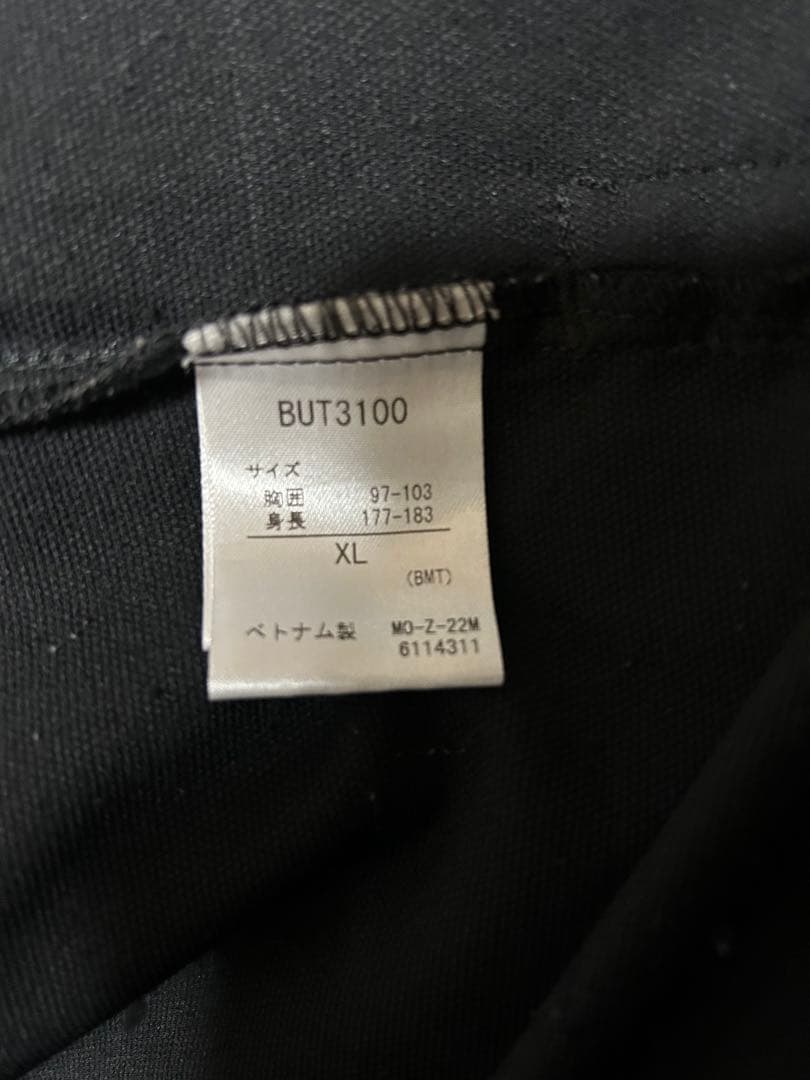 BUT3100
サイズ
胸囲 97-103
身長 177-183
XL
(BMT)
ベトナム製 MO-Z-22M
6114311